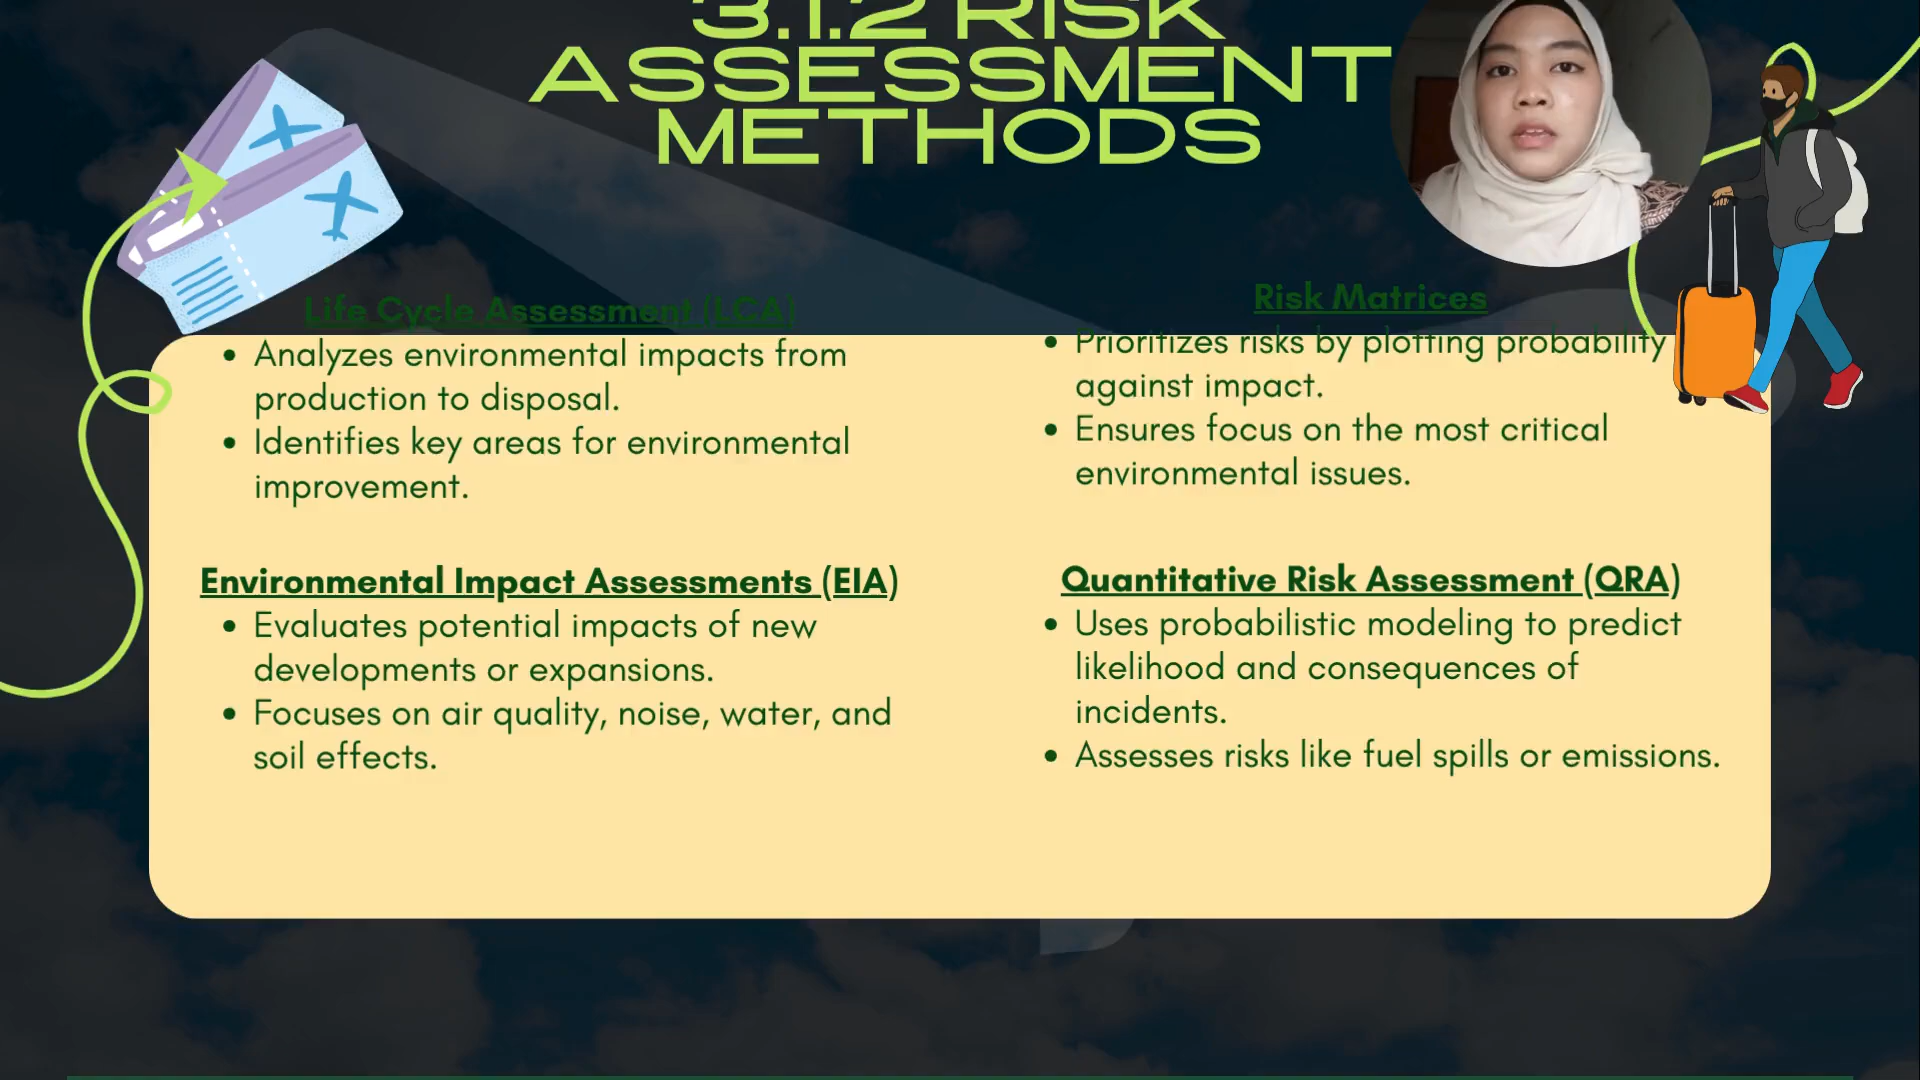 3.1.2 RISK
ASSESSMENT
METHODS
Life Cycle Assessment (LCA)
• Analyzes environmental impacts from
production to disposal.
• Identifies key areas for environmental
improvement.
Environmental Impact Assessments (EIA)
• Evaluates potential impacts of new
developments or expansions.
• Focuses on air quality, noise, water, and
soil effects.
Risk Matrices
• Prioritizes risks by plotting probability
against impact.
• Ensures focus on the most critical
environmental issues.
Quantitative Risk Assessment (QRA)
• Uses probabilistic modeling to predict
likelihood and consequences of
incidents.
• Assesses risks like fuel spills or emissions.